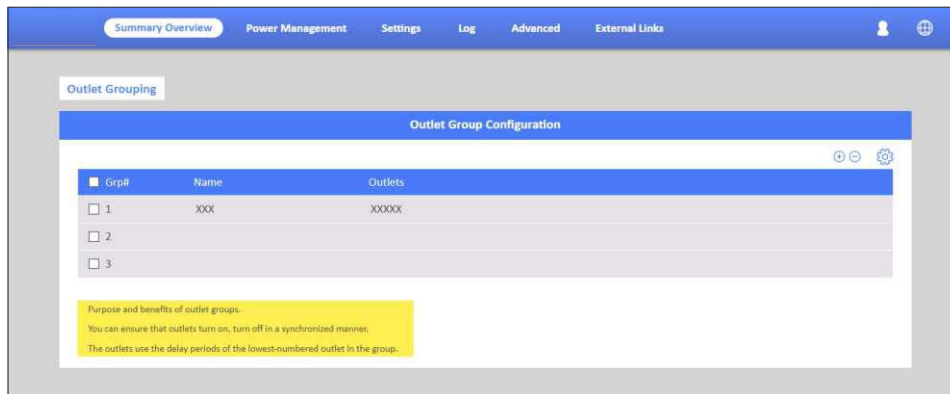 Summary Overview Power Management Settings Log Advanced External Links
Outlet Grouping
Outlet Group Configuration
Grp# Name Outlets
1 XXX XXXXX
2
3
Purpose and benefits of outlet groups.
You can ensure that outlets turn on, turn off in a synchronized manner.
The outlets use the delay periods of the lowest-numbered outlet in the group.